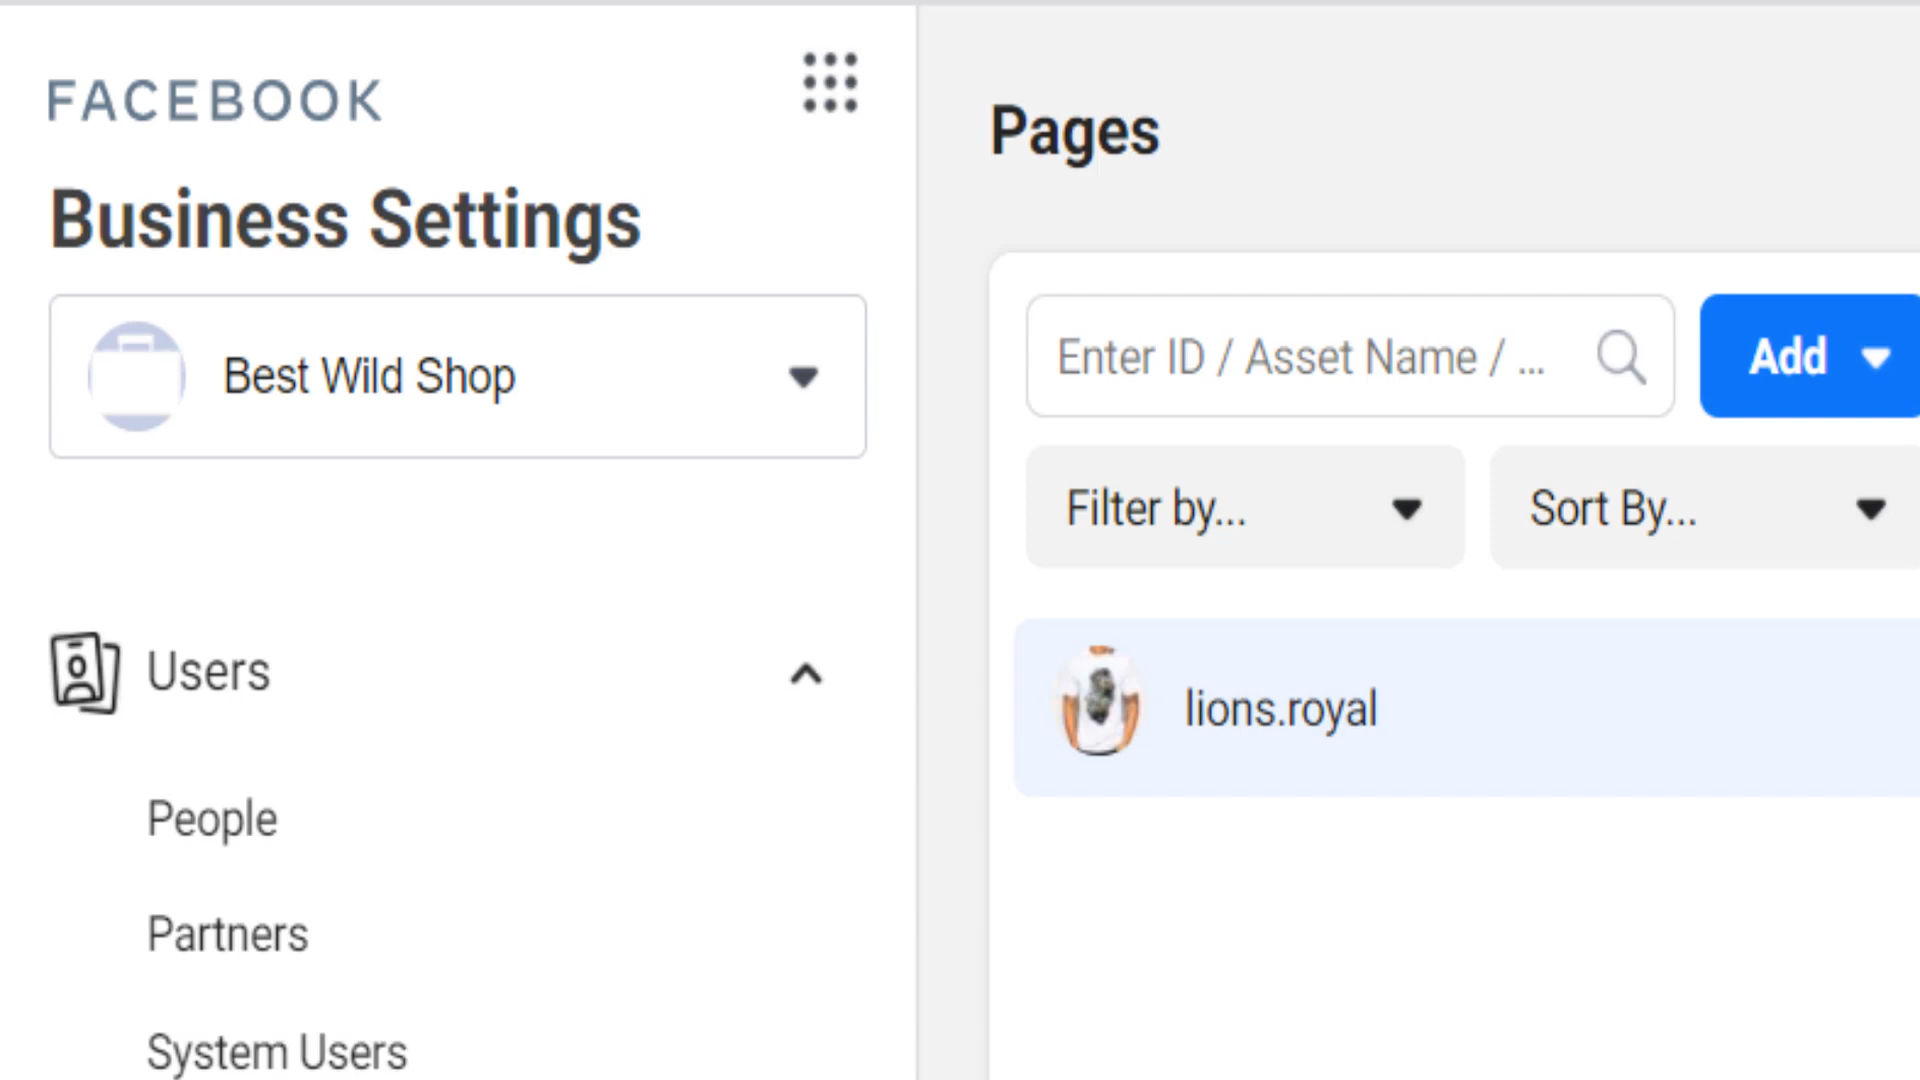 FACEBOOK
Business Settings
Best Wild Shop
Users
People
Partners
System Users
Pages
Enter ID / Asset Name / ...
Add
Filter by...
Sort By...
lions.royal